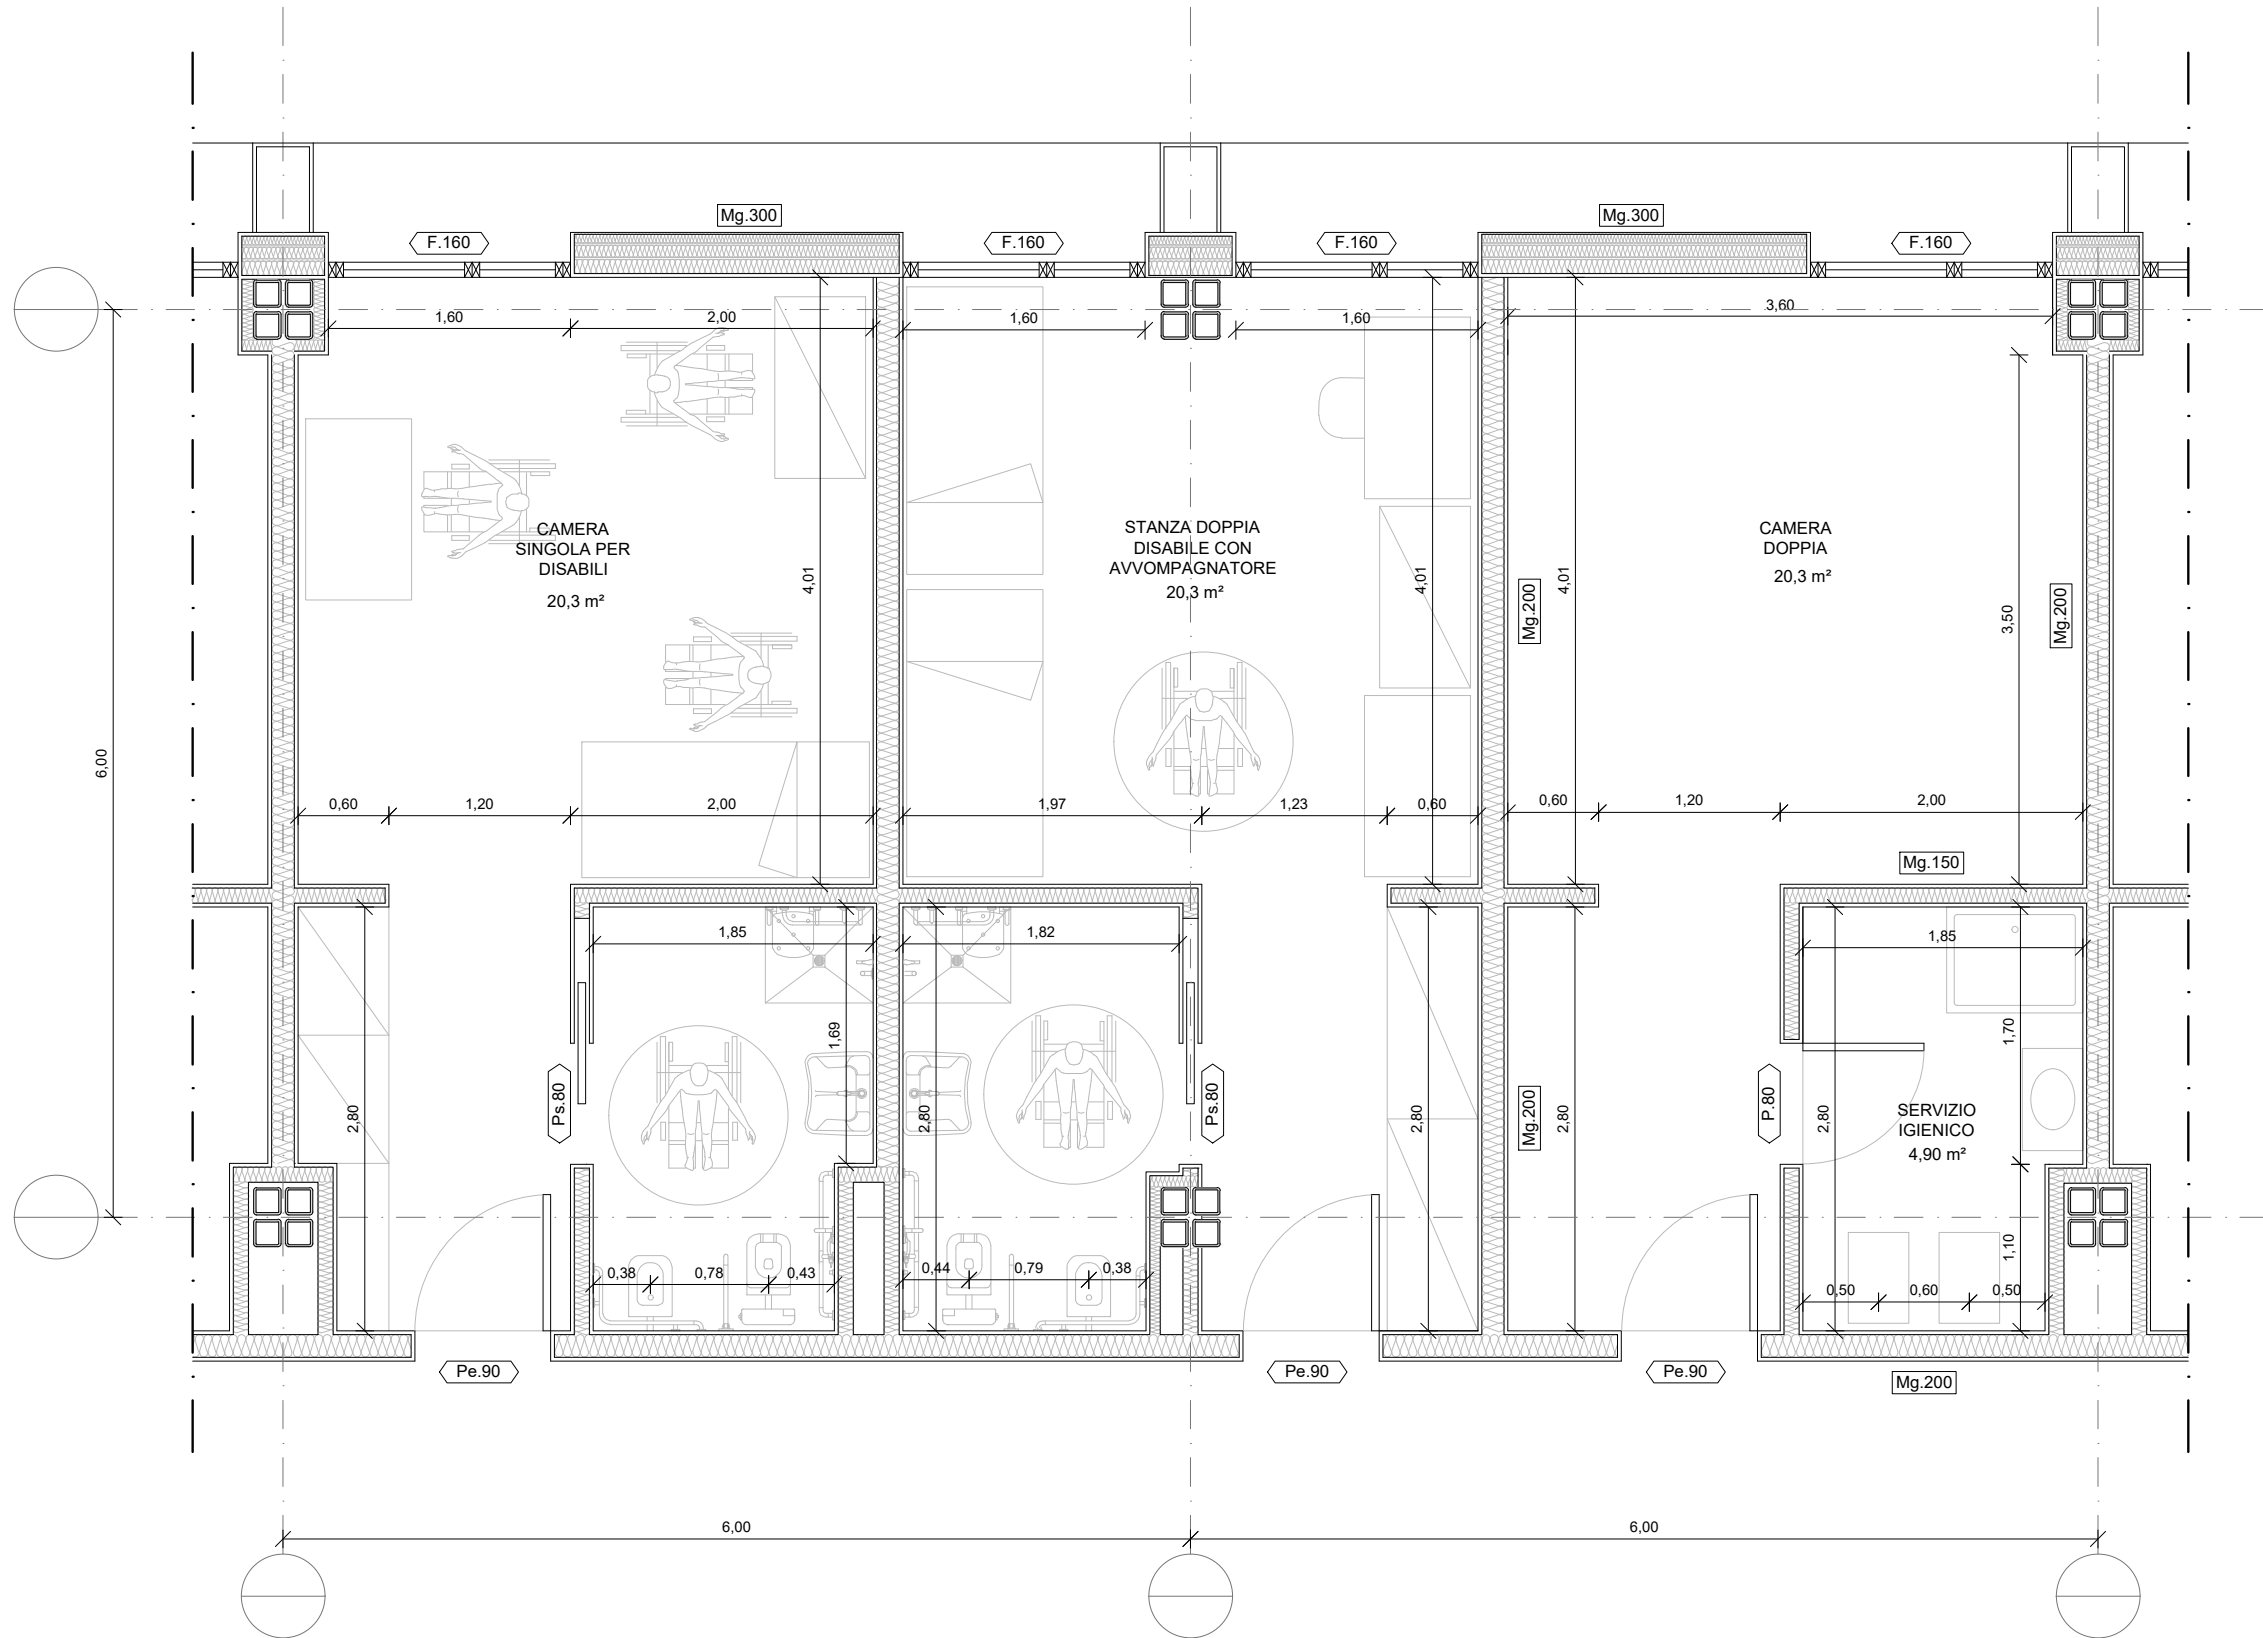 Mg.300
Mg.300
F.160
F.160
F.160
F.160
1,60
2,00
1,60
1,60
3,60
CAMERA
SINGOLA PER
DISABILI
20,3 m²
4,01
STANZA DOPPIA
DISABILE CON
AVVOMPAGNATORE
20,3 m²
4,01
Mg.200
4,01
CAMERA
DOPPIA
20,3 m²
3,50
Mg.200
6,00
0,60
1,20
2,00
1,97
1,23
0,60
0,60
1,20
2,00
Mg.150
1,85
1,82
1,85
1,69
1,70
2,80
Ps.80
2,80
Ps.80
2,80
Mg.200
2,80
P.80
2,80
SERVIZIO
IGIENICO
4,90 m²
1,10
0,38
0,78
0,43
0,44
0,79
0,38
0,50
0,60
0,50
Pe.90
Pe.90
Pe.90
Mg.200
6,00
6,00